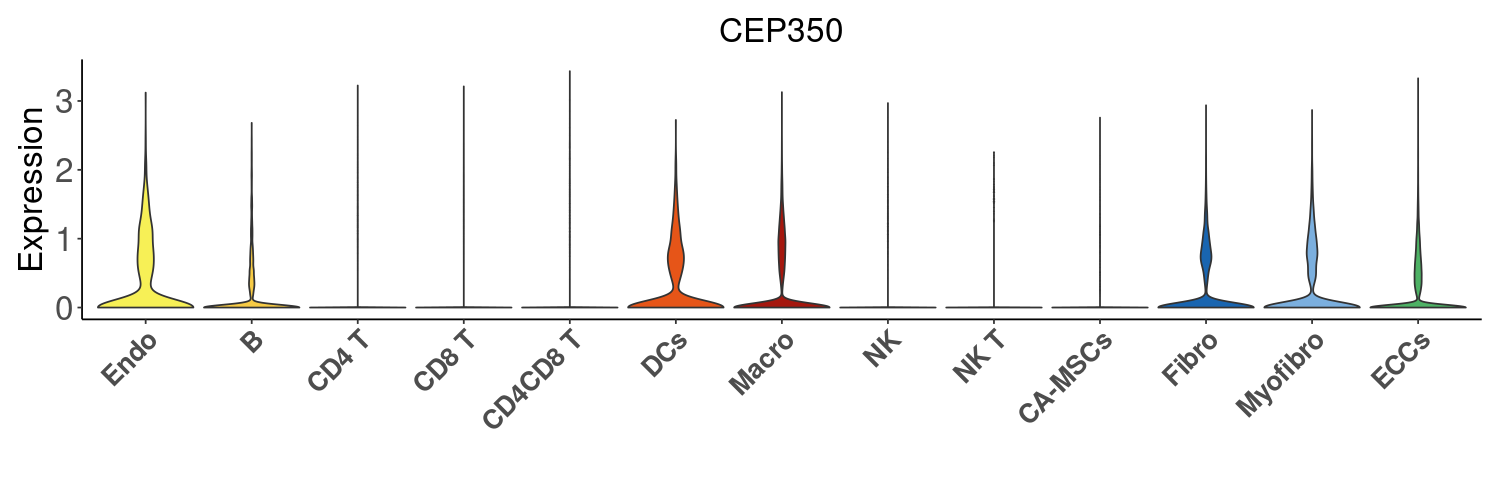 CEP350
Expression
3
2
1
0
Endo
B
CD4 T
CD8 T
CD4CD8 T
DCs
Macro
NK
NK T
CA-MSCs
Fibro
Myofibro
ECCs